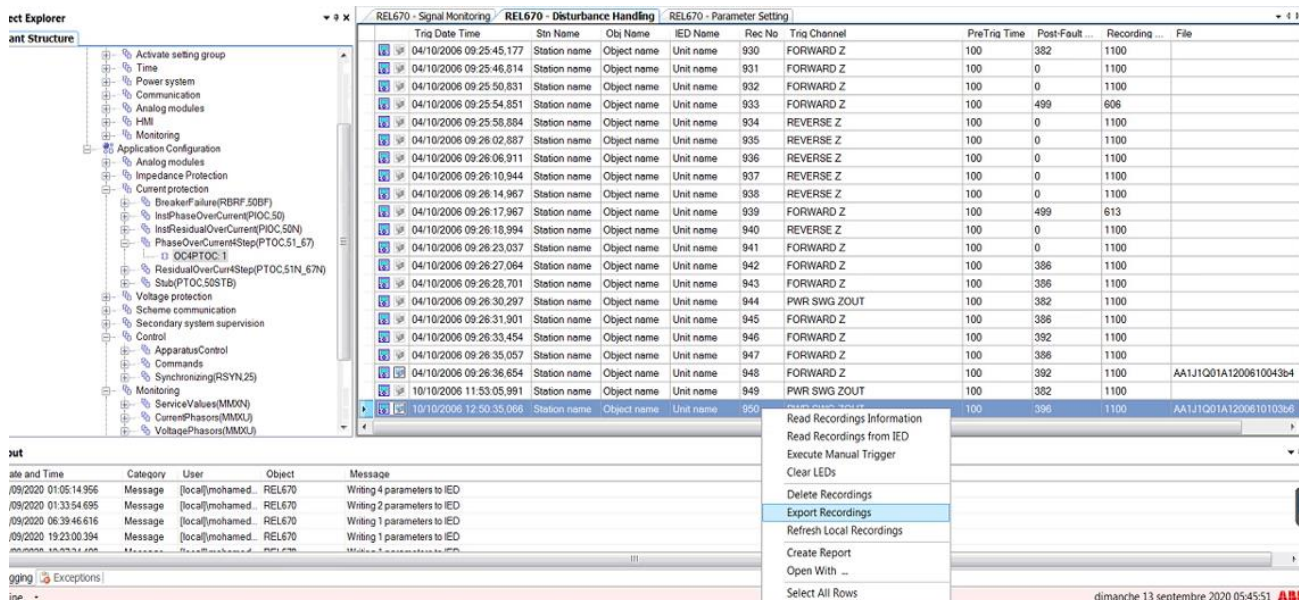 ect Explorer
ant Structure
Activate setting group
Time
Power system
Communication
Analog modules
HMI
Monitoring
Application Configuration
Analog modules
Impedance Protection
Current protection
BreakerFailure(RBRF,50BF)
InstPhaseOverCurrent(PIOC,50)
InstResidualOverCurrent(PIOC,50N)
PhaseOverCurrent4Step(PTOC,51_67)
OC4PTOC: 1
ResidualOverCurr4Step(PTOC,51N_67N)
Stub(PTOC,50STB)
Voltage protection
Scheme communication
Secondary system supervision
Control
ApparatusControl
Commands
Synchronizing(RSYN,25)
Monitoring
ServiceValues(MMXN)
CurrentPhasors(MMXU)
VoltagePhasors(MMXU)
REL670 - Signal Monitoring REL670 - Disturbance Handling REL670 - Parameter Setting
Trig Date Time Stn Name Obj Name IED Name Rec No Trig Channel PreTrig Time Post-Fault ... Recording ... File
04/10/2006 09:25:45,177 Station name Object name Unit name 930 FORWARD Z 100 382 1100
04/10/2006 09:25:46,814 Station name Object name Unit name 931 FORWARD Z 100 0 1100
04/10/2006 09:25:50,831 Station name Object name Unit name 932 FORWARD Z 100 0 1100
04/10/2006 09:25:54,851 Station name Object name Unit name 933 FORWARD Z 100 499 606
04/10/2006 09:25:58,884 Station name Object name Unit name 934 REVERSE Z 100 0 1100
04/10/2006 09:26:02,887 Station name Object name Unit name 935 REVERSE Z 100 0 1100
04/10/2006 09:26:06,911 Station name Object name Unit name 936 REVERSE Z 100 0 1100
04/10/2006 09:26:10,944 Station name Object name Unit name 937 REVERSE Z 100 0 1100
04/10/2006 09:26:14,967 Station name Object name Unit name 938 REVERSE Z 100 0 1100
04/10/2006 09:26:17,967 Station name Object name Unit name 939 FORWARD Z 100 499 613
04/10/2006 09:26:18,994 Station name Object name Unit name 940 REVERSE Z 100 0 1100
04/10/2006 09:26:23,037 Station name Object name Unit name 941 FORWARD Z 100 0 1100
04/10/2006 09:26:27,064 Station name Object name Unit name 942 FORWARD Z 100 386 1100
04/10/2006 09:26:28,701 Station name Object name Unit name 943 FORWARD Z 100 386 1100
04/10/2006 09:26:30,297 Station name Object name Unit name 944 PWR SWG ZOUT 100 382 1100
04/10/2006 09:26:31,901 Station name Object name Unit name 945 FORWARD Z 100 386 1100
04/10/2006 09:26:33,454 Station name Object name Unit name 946 FORWARD Z 100 392 1100
04/10/2006 09:26:35,057 Station name Object name Unit name 947 FORWARD Z 100 386 1100
04/10/2006 09:26:36,654 Station name Object name Unit name 948 FORWARD Z 100 392 1100 AA1J1Q01A1200610043b4
10/10/2006 11:53:05,991 Station name Object name Unit name 949 PWR SWG ZOUT 100 382 1100
10/10/2006 12:50:35,066 Station name Object name Unit name 950 PWR SWG ZOUT 100 396 1100 AA1J1Q01A1200610103b6
Read Recordings Information
Read Recordings from IED
Execute Manual Trigger
Clear LEDs
Delete Recordings
Export Recordings
Refresh Local Recordings
Create Report
Open With ...
Select All Rows
out
ate and Time Category User Object Message
/09/2020 01:05:14.956 Message [local]\mohamed... REL670 Writing 4 parameters to IED
/09/2020 01:33:54.695 Message [local]\mohamed... REL670 Writing 2 parameters to IED
/09/2020 06:39:46.616 Message [local]\mohamed... REL670 Writing 1 parameters to IED
/09/2020 19:23:00.394 Message [local]\mohamed... REL670 Writing 1 parameters to IED
gging Exceptions
ine
dimanche 13 septembre 2020 05:45:51 ABB